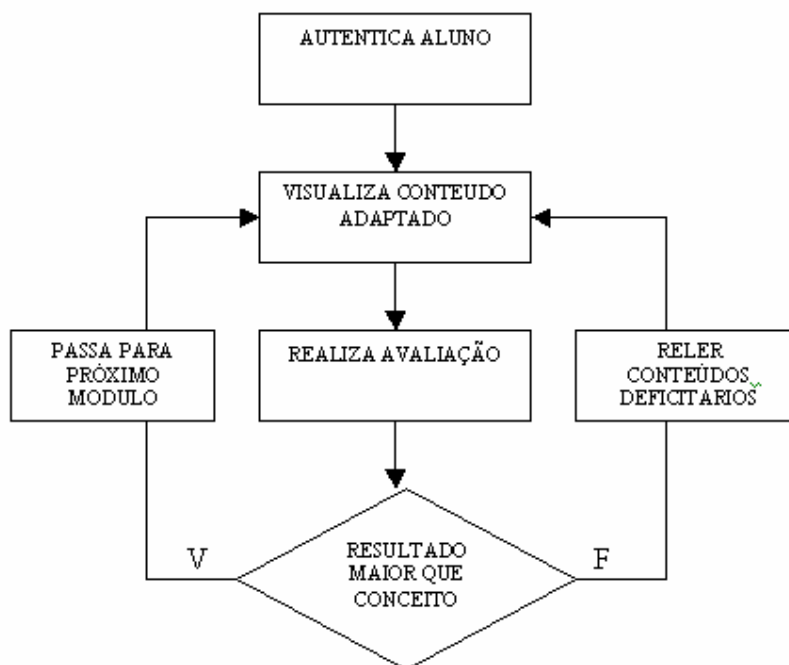 AUTENTICA ALUNO
VISUALIZA CONTEUDO
ADAPTADO
PASSA PARA
PRÓXIMO
MODULO
REALIZA AVALIAÇÃO
RELER
CONTEÚDOS
DEFICITARIOS
V
RESULTADO
MAIOR QUE
CONCEITO
F